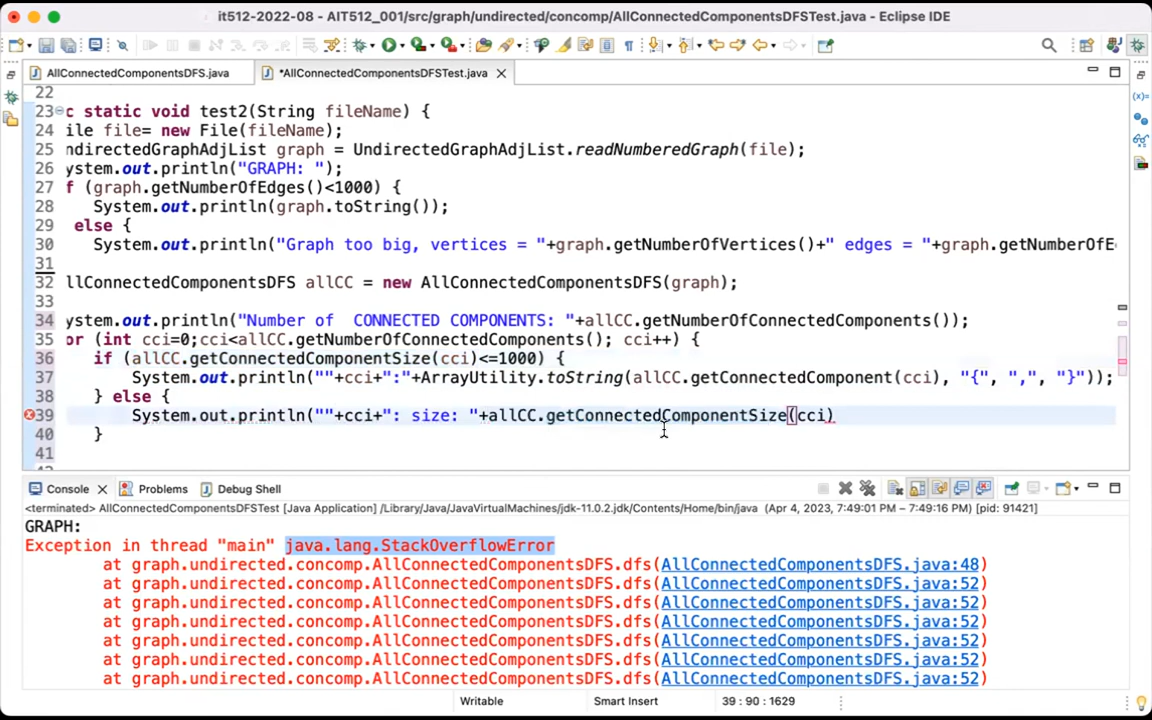 it512-2022-08 - AIT512_001/src/graph/undirected/concomp/AllConnectedComponentsDFSTest.java - Eclipse IDE
AllConnectedComponentsDFS.java
*AllConnectedComponentsDFSTest.java
22
23 c static void test2(String fileName) {
24 ile file= new File(fileName);
25 ndirectedGraphAdjList graph = UndirectedGraphAdjList.readNumberedGraph(file);
26 ystem.out.println("GRAPH: ");
27 f (graph.getNumberOfEdges()<1000) {
28 System.out.println(graph.toString());
29 else {
30 System.out.println("Graph too big, vertices = "+graph.getNumberOfVertices()+" edges = "+graph.getNumberOfE
31
32 llConnectedComponentsDFS allCC = new AllConnectedComponentsDFS(graph);
33
34 ystem.out.println("Number of  CONNECTED COMPONENTS: "+allCC.getNumberOfConnectedComponents());
35 or (int cci=0;cci<allCC.getNumberOfConnectedComponents(); cci++) {
36 if (allCC.getConnectedComponentSize(cci)<=1000) {
37 System.out.println(""+cci+":"+ArrayUtility.toString(allCC.getConnectedComponent(cci), "{", ",", "}"));
38 } else {
39 System.out.println(""+cci+": size: "+allCC.getConnectedComponentSize(cci)
40 }
41
Console
Problems
Debug Shell
<terminated> AllConnectedComponentsDFSTest [Java Application] /Library/Java/JavaVirtualMachines/jdk-11.0.2.jdk/Contents/Home/bin/java (Apr 4, 2023, 7:49:01 PM – 7:49:16 PM) [pid: 91421]
GRAPH:
Exception in thread "main" java.lang.StackOverflowError
at graph.undirected.concomp.AllConnectedComponentsDFS.dfs(AllConnectedComponentsDFS.java:48)
at graph.undirected.concomp.AllConnectedComponentsDFS.dfs(AllConnectedComponentsDFS.java:52)
at graph.undirected.concomp.AllConnectedComponentsDFS.dfs(AllConnectedComponentsDFS.java:52)
at graph.undirected.concomp.AllConnectedComponentsDFS.dfs(AllConnectedComponentsDFS.java:52)
at graph.undirected.concomp.AllConnectedComponentsDFS.dfs(AllConnectedComponentsDFS.java:52)
at graph.undirected.concomp.AllConnectedComponentsDFS.dfs(AllConnectedComponentsDFS.java:52)
at graph.undirected.concomp.AllConnectedComponentsDFS.dfs(AllConnectedComponentsDFS.java:52)
Writable
Smart Insert
39 : 90 : 1629